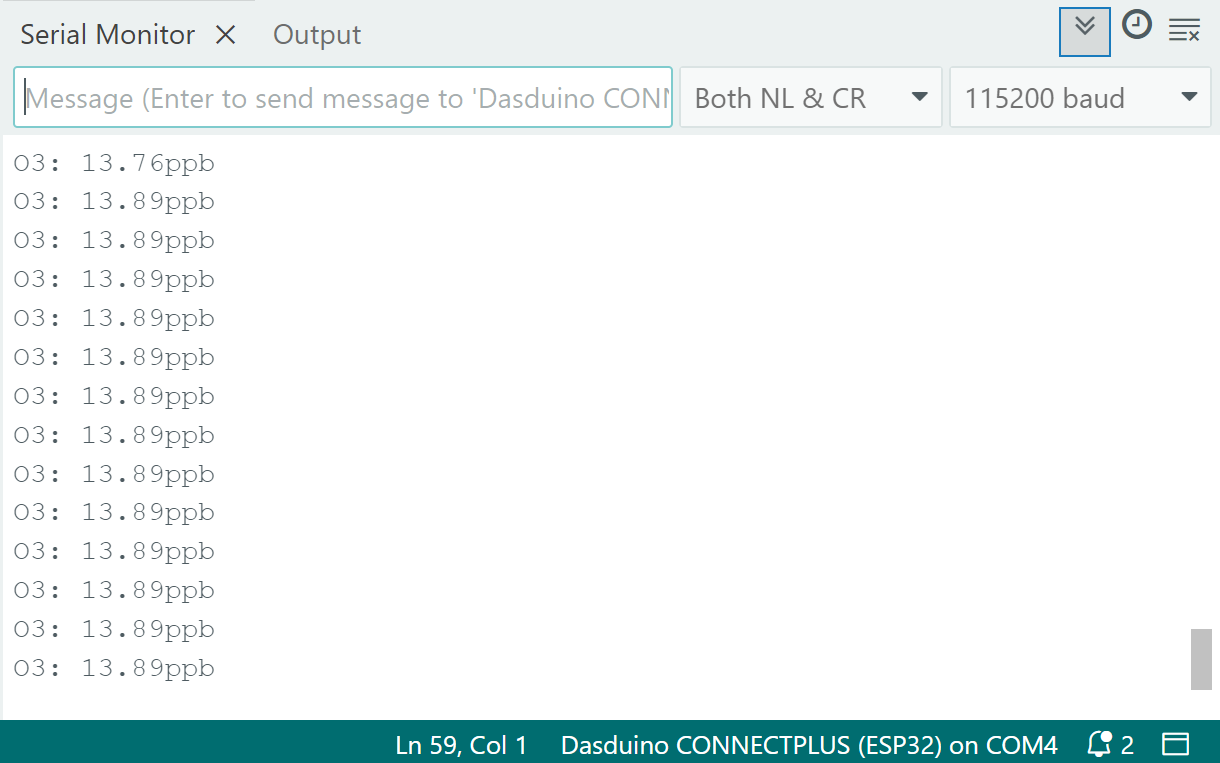 Serial Monitor Output
Message (Enter to send message to 'Dasduino CONN Both NL & CR 115200 baud
O3: 13.76ppb
O3: 13.89ppb
O3: 13.89ppb
O3: 13.89ppb
O3: 13.89ppb
O3: 13.89ppb
O3: 13.89ppb
O3: 13.89ppb
O3: 13.89ppb
O3: 13.89ppb
O3: 13.89ppb
O3: 13.89ppb
O3: 13.89ppb
O3: 13.89ppb
Ln 59, Col 1 Dasduino CONNECTPLUS (ESP32) on COM4 2